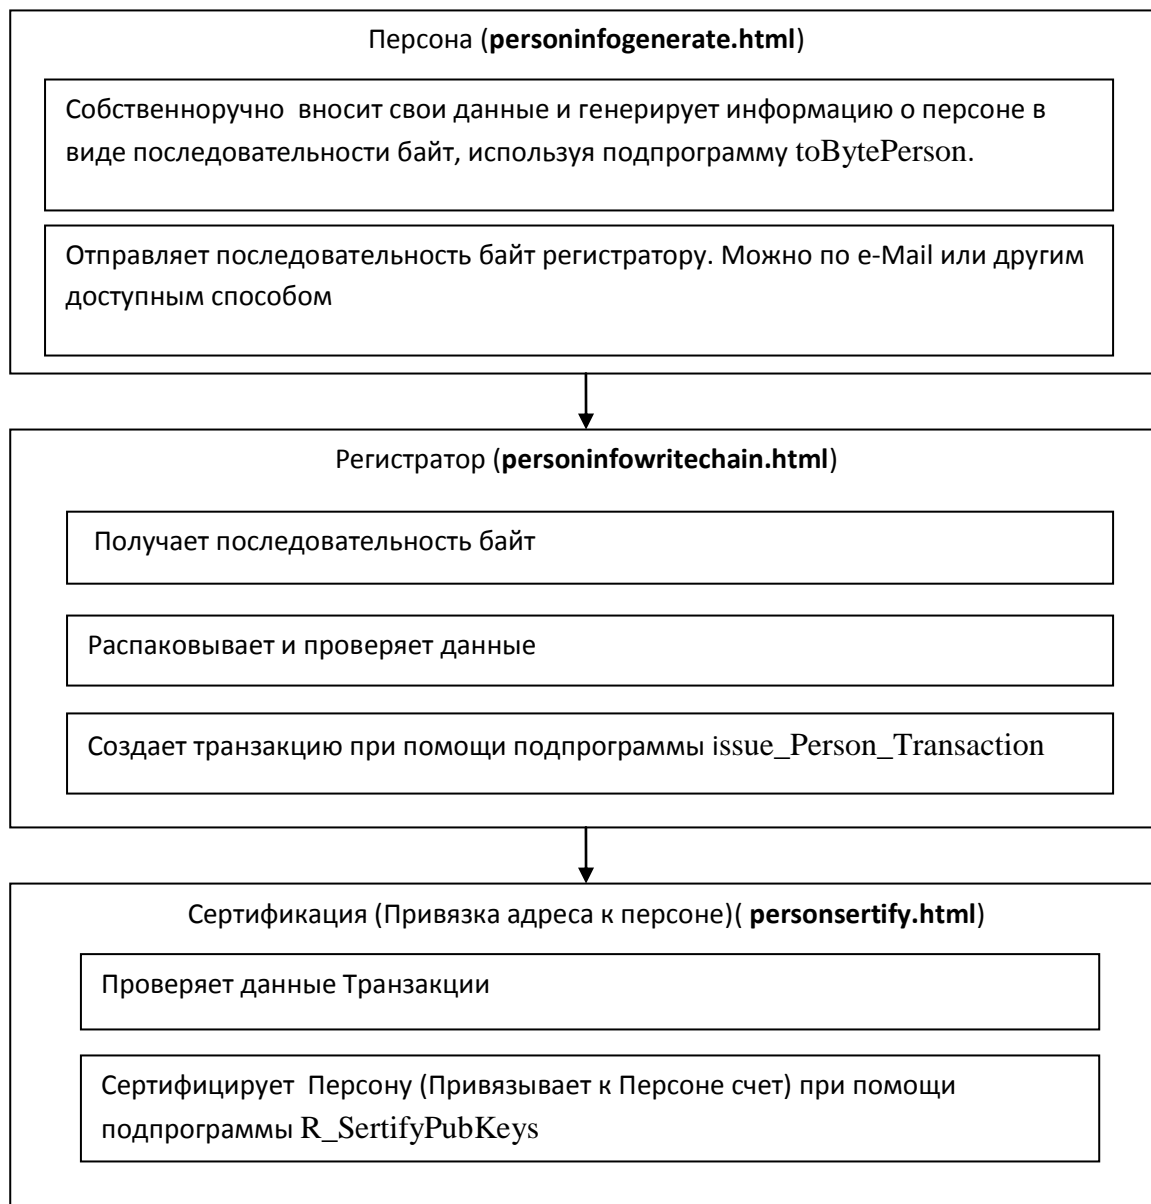 Персона (personinfogenerate.html)
Собственноручно вносит свои данные и генерирует информацию о персоне в
виде последовательности байт, используя подпрограмму toBytePerson.
Отправляет последовательность байт регистратору. Можно по e-Mail или другим
доступным способом
Регистратор (personinfowritechain.html)
Получает последовательность байт
Распаковывает и проверяет данные
Создает транзакцию при помощи подпрограммы issue_Person_Transaction
Сертификация (Привязка адреса к персоне)( personsertify.html)
Проверяет данные Транзакции
Сертифицирует Персону (Привязывает к Персоне счет) при помощи
подпрограммы R_SertifyPubKeys